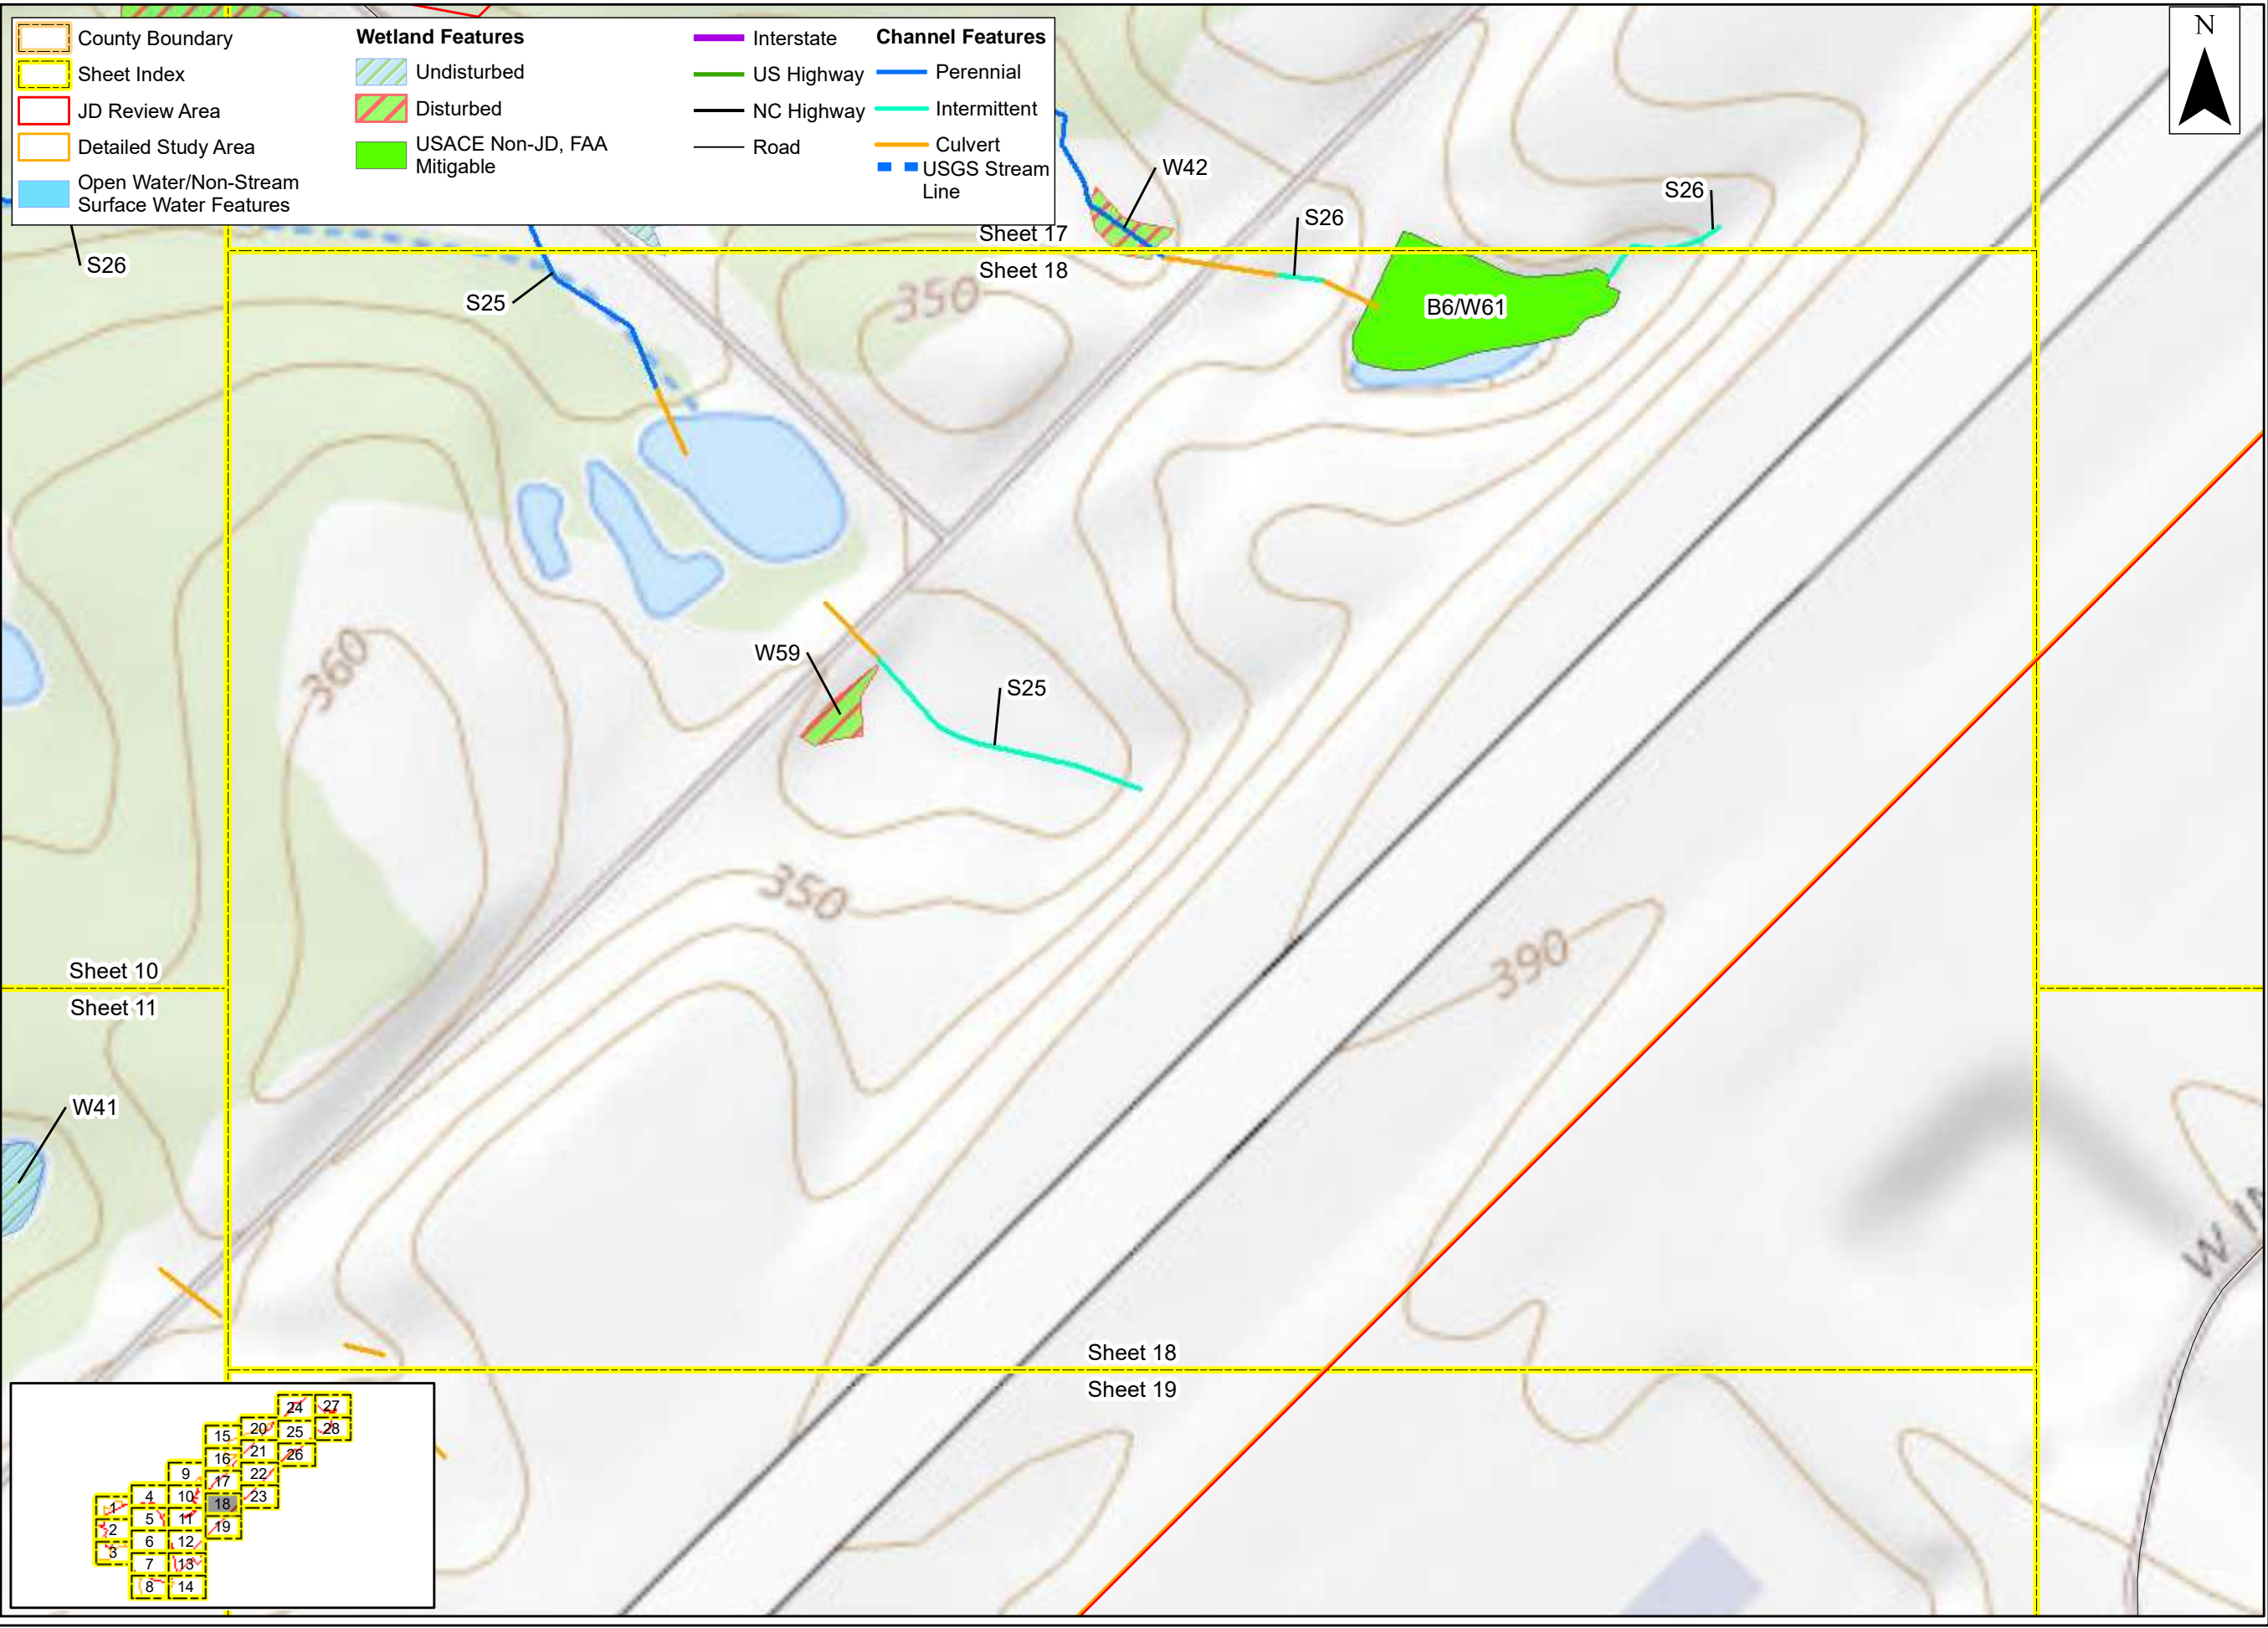 County Boundary
Sheet Index
JD Review Area
Detailed Study Area
Open Water/Non-Stream
Surface Water Features
Wetland Features
Undisturbed
Disturbed
USACE Non-JD, FAA
Mitigable
Interstate
US Highway
NC Highway
Road
Channel Features
Perennial
Intermittent
Culvert
USGS Stream
Line
N
W42
S26
S26
Sheet 17
Sheet 18
S26
S25
350
B6/W61
W59
S25
360
350
390
Sheet 10
Sheet 11
W41
Sheet 18
Sheet 19
24
27
15
20
25
28
21
16
26
9
22
17
4
10
23
1
18
5
11
2
19
6
12
3
7
13
8
14